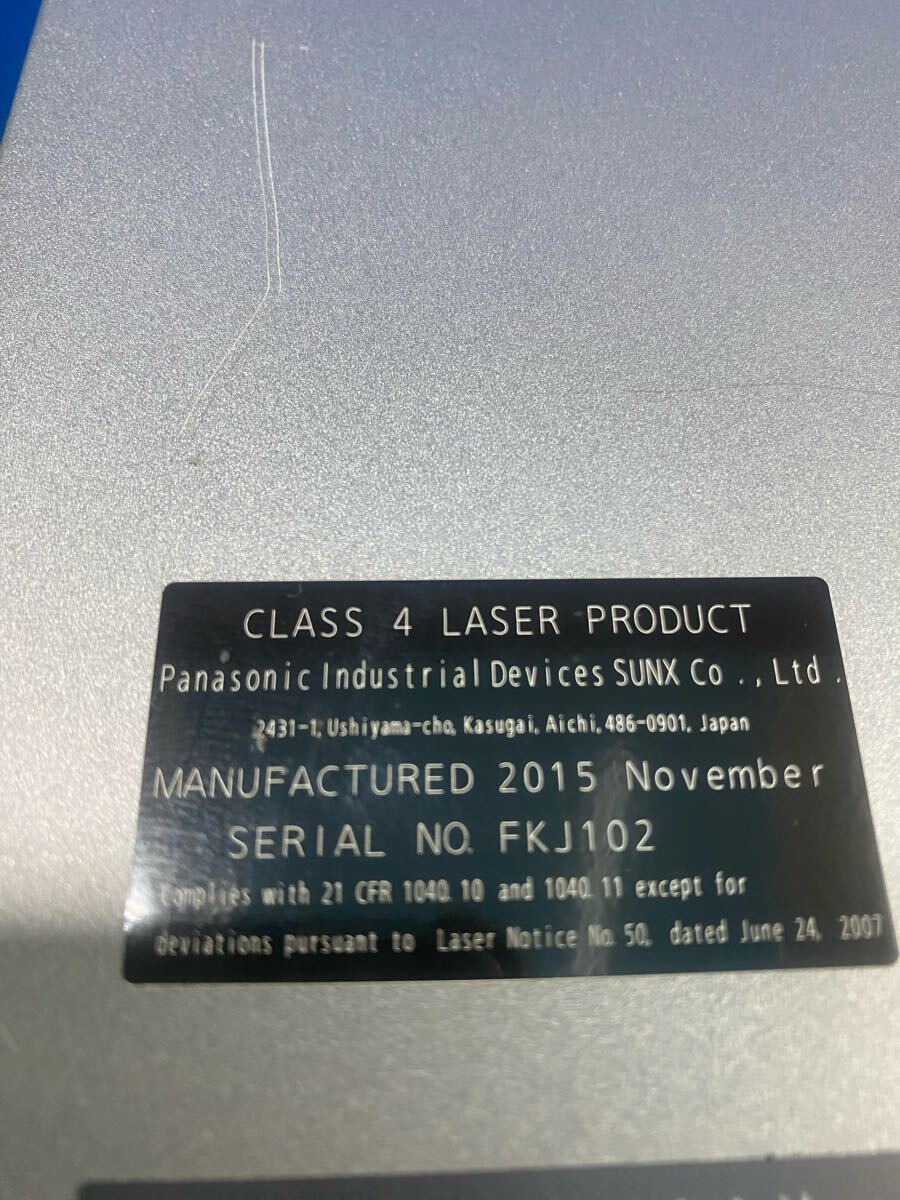 CLASS 4 LASER PRODUCT
Panasonic Industrial Devices SUNX Co.,Ltd.
2431-1, Ushiyama-cho, Kasugai, Aichi, 486-0901, Japan
MANUFACTURED 2015 November
SERIAL NO. FKJ102
Complies with 21 CFR 1040.10 and 1040.11 except for
deviations pursuant to Laser Notice No.50, dated June 24, 2007